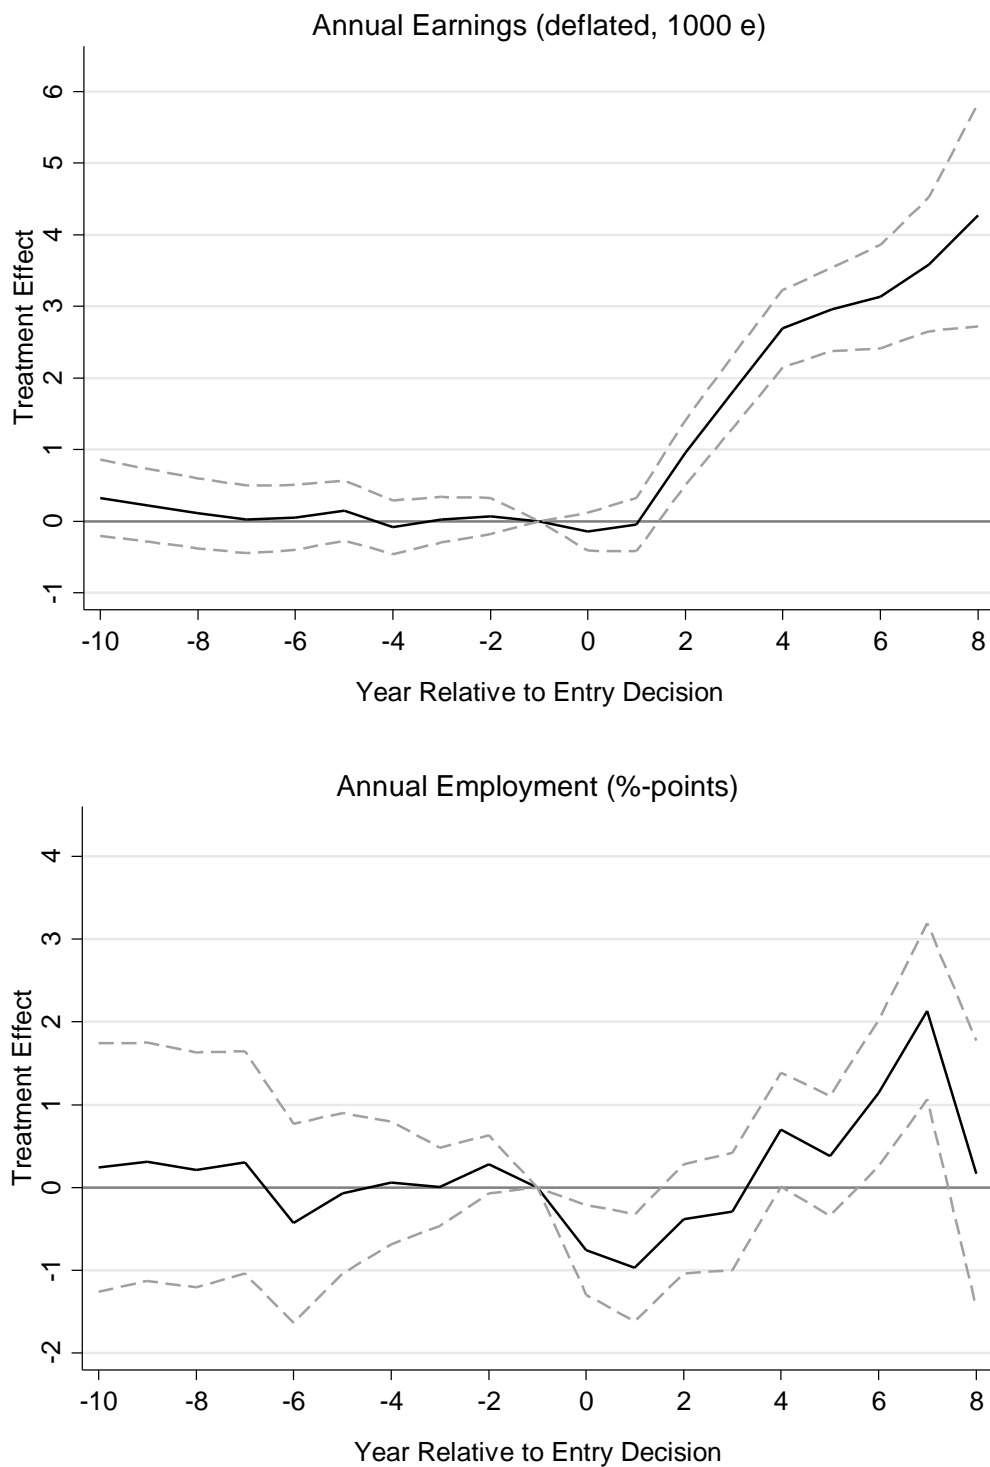 Annual Earnings (deflated, 1000 e)
Treatment Effect
6
5
4
3
2
1
0
-1
-10 -8 -6 -4 -2 0 2 4 6 8
Year Relative to Entry Decision
Annual Employment (%-points)
Treatment Effect
4
3
2
1
0
-1
-2
-10 -8 -6 -4 -2 0 2 4 6 8
Year Relative to Entry Decision